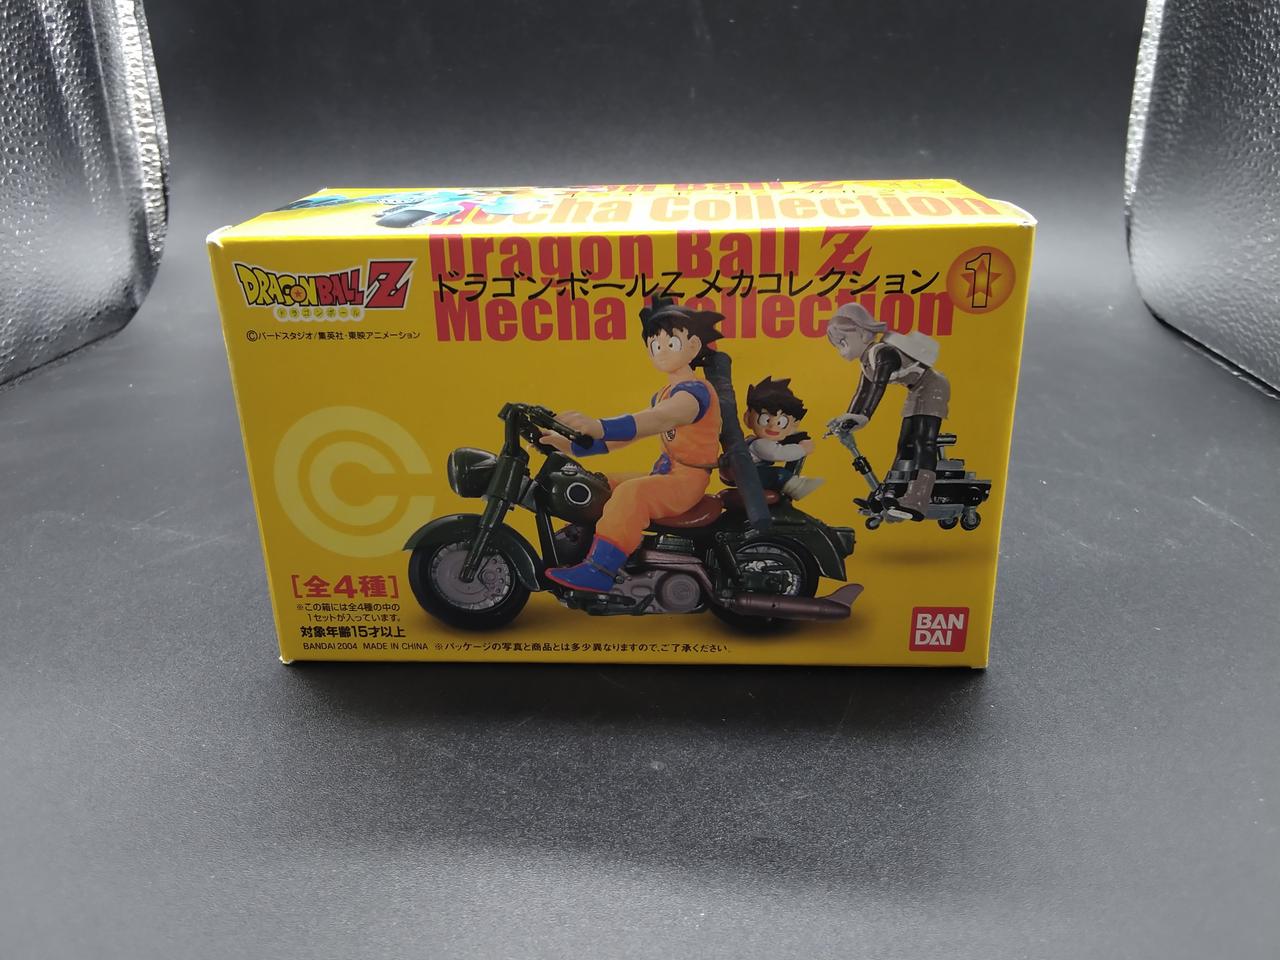 Mecha Collection
DRAGON BALL Z
ドラゴンボール
©バードスタジオ/集英社・東映アニメーション
Dragon Ball Z
ドラゴンボールZ メカコレクション
Mecha Collection
1
[全4種]
※この箱には全4種の中の
1セットが入っています。
対象年齢15才以上
BANDAI 2004 MADE IN CHINA ※パッケージの写真と商品とは多少異なりますので、ご了承ください。
BAN
DAI